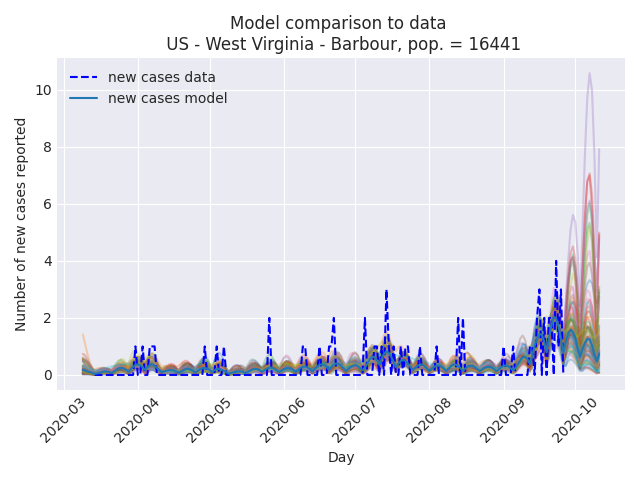 Model comparison to data
US - West Virginia - Barbour, pop. = 16441
new cases data
new cases model
Number of new cases reported
10
8
6
4
2
0
2020-03
2020-04
2020-05
2020-06
2020-07
2020-08
2020-09
2020-10
Day